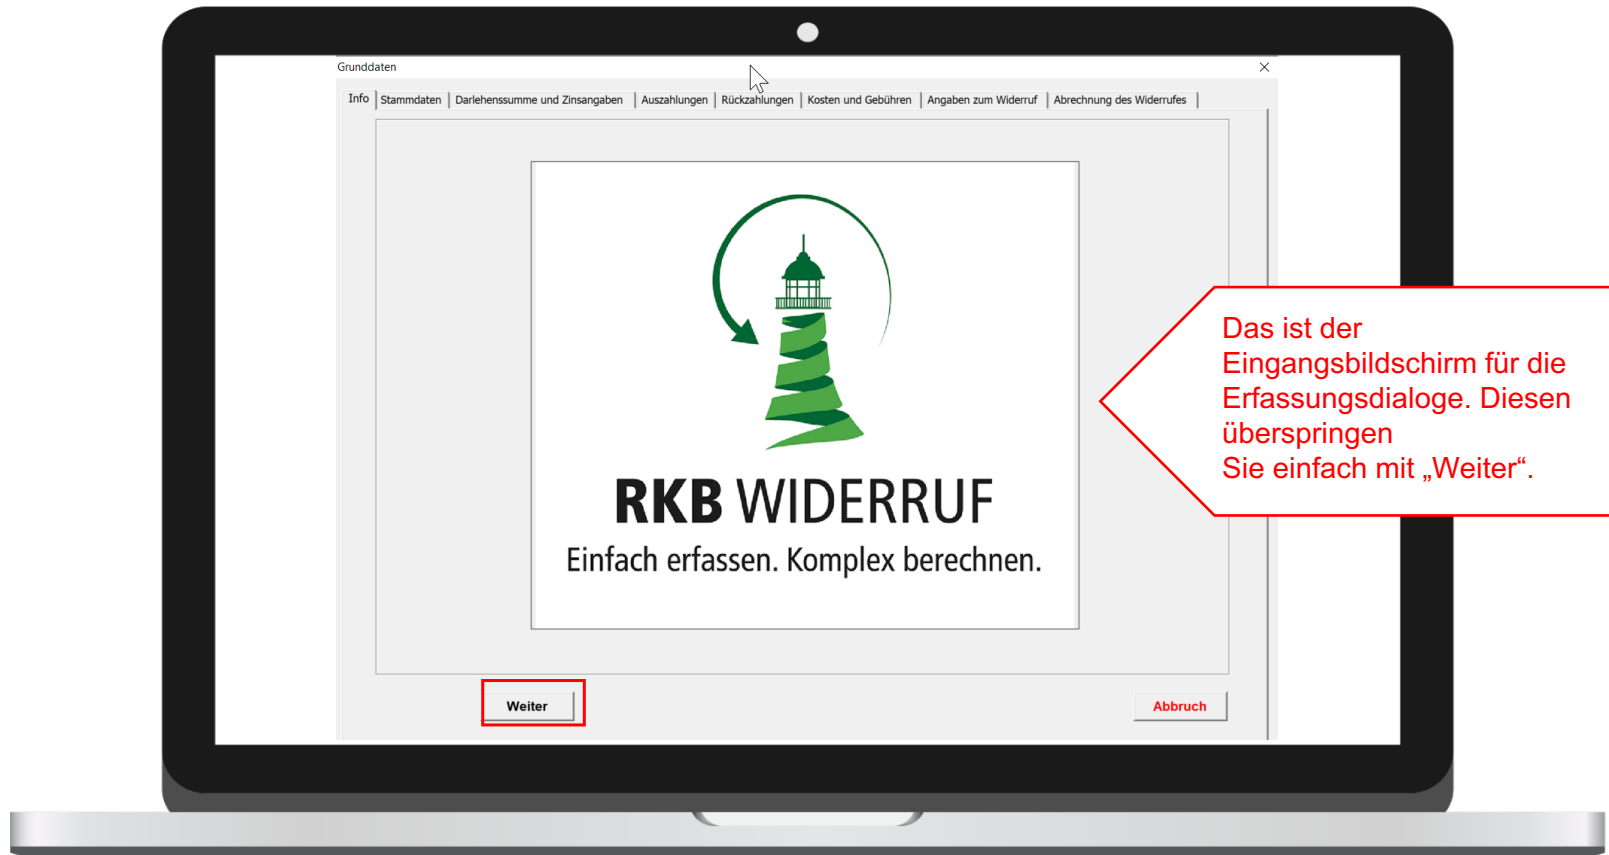 Grunddaten
Info Stammdaten Darlehenssumme und Zinsangaben Auszahlungen Rückzahlungen Kosten und Gebühren Angaben zum Widerruf Abrechnung des Widerrufes
RKB WIDERRUF
Einfach erfassen. Komplex berechnen.
Das ist der
Eingangsbildschirm für die
Erfassungsdialoge. Diesen
überspringen
Sie einfach mit „Weiter“.
Weiter Abbruch